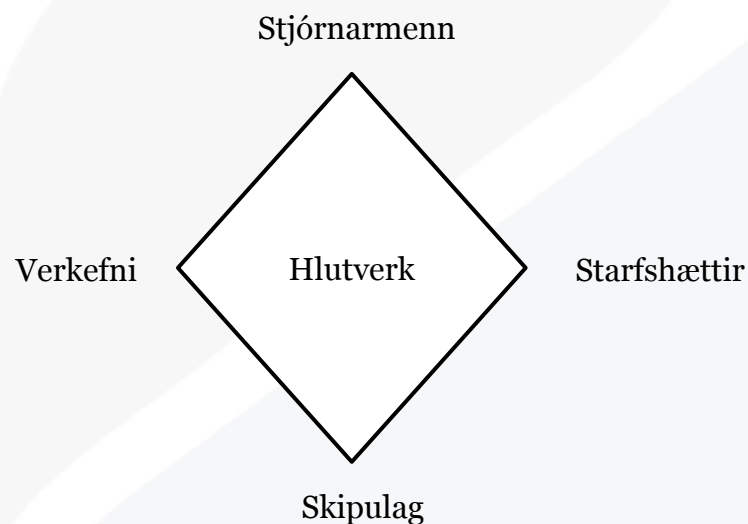 Stjórnarmenn
Verkefni
Hlutverk
Starfshættir
Skipulag